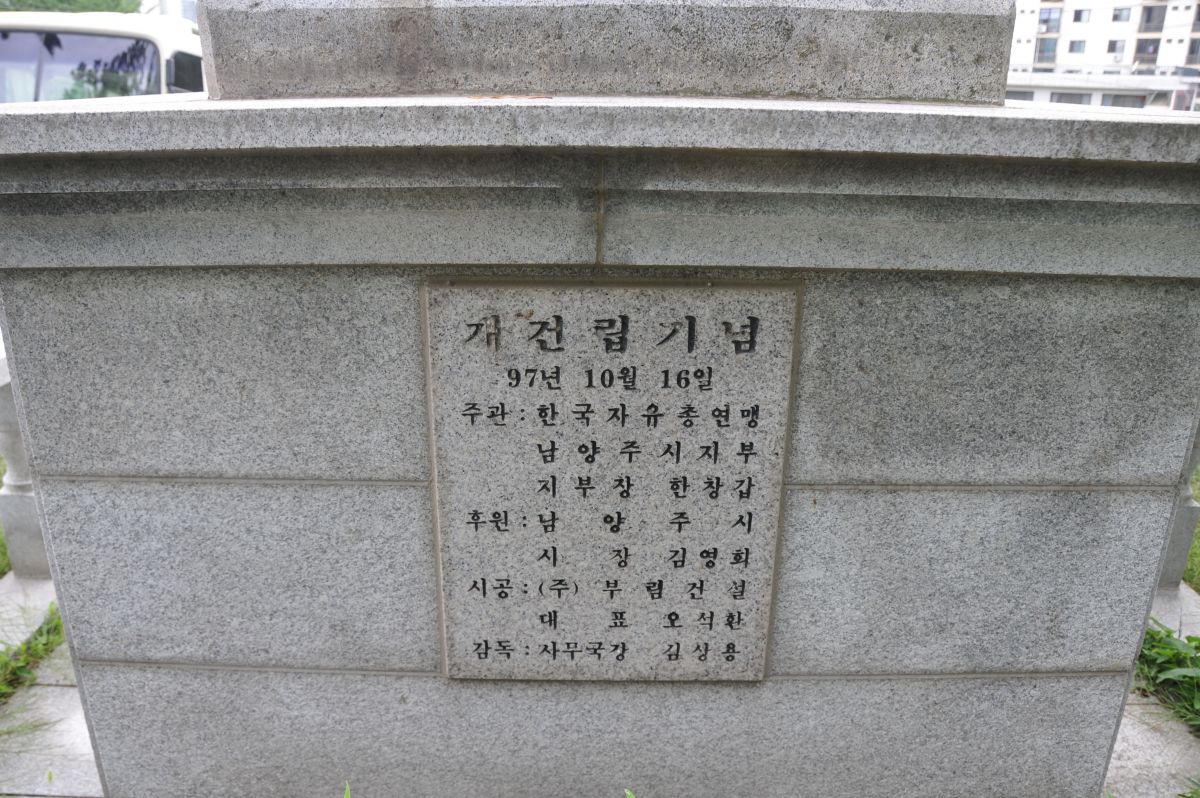 개건립기념
97년 10월 16일
주관:한국자유총연맹
남양주시지부
지부장 한창갑
후원:남양주시
시장 김영화
시공:(주)부림건설
대표 오석환
감독:사무국강 김상용